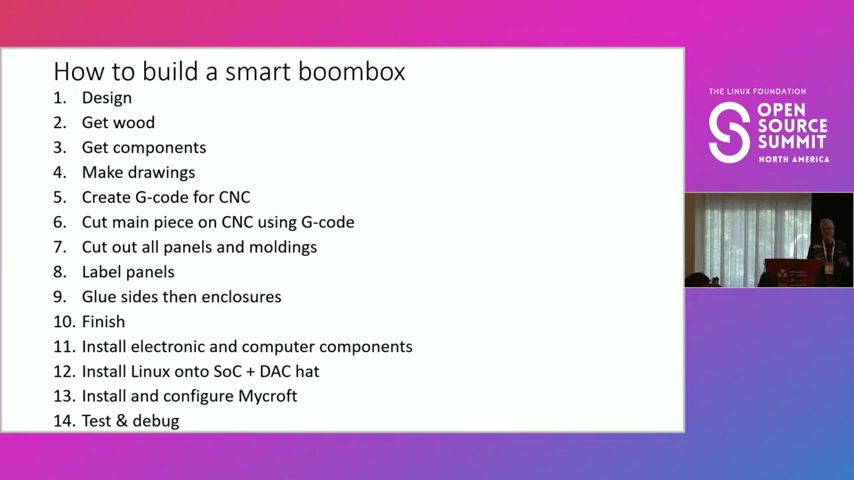 How to build a smart boombox
1. Design
2. Get wood
3. Get components
4. Make drawings
5. Create G-code for CNC
6. Cut main piece on CNC using G-code
7. Cut out all panels and moldings
8. Label panels
9. Glue sides then enclosures
10. Finish
11. Install electronic and computer components
12. Install Linux onto SoC + DAC hat
13. Install and configure Mycroft
14. Test & debug
THE LINUX FOUNDATION
OPEN
SOURCE
SUMMIT
NORTH AMERICA